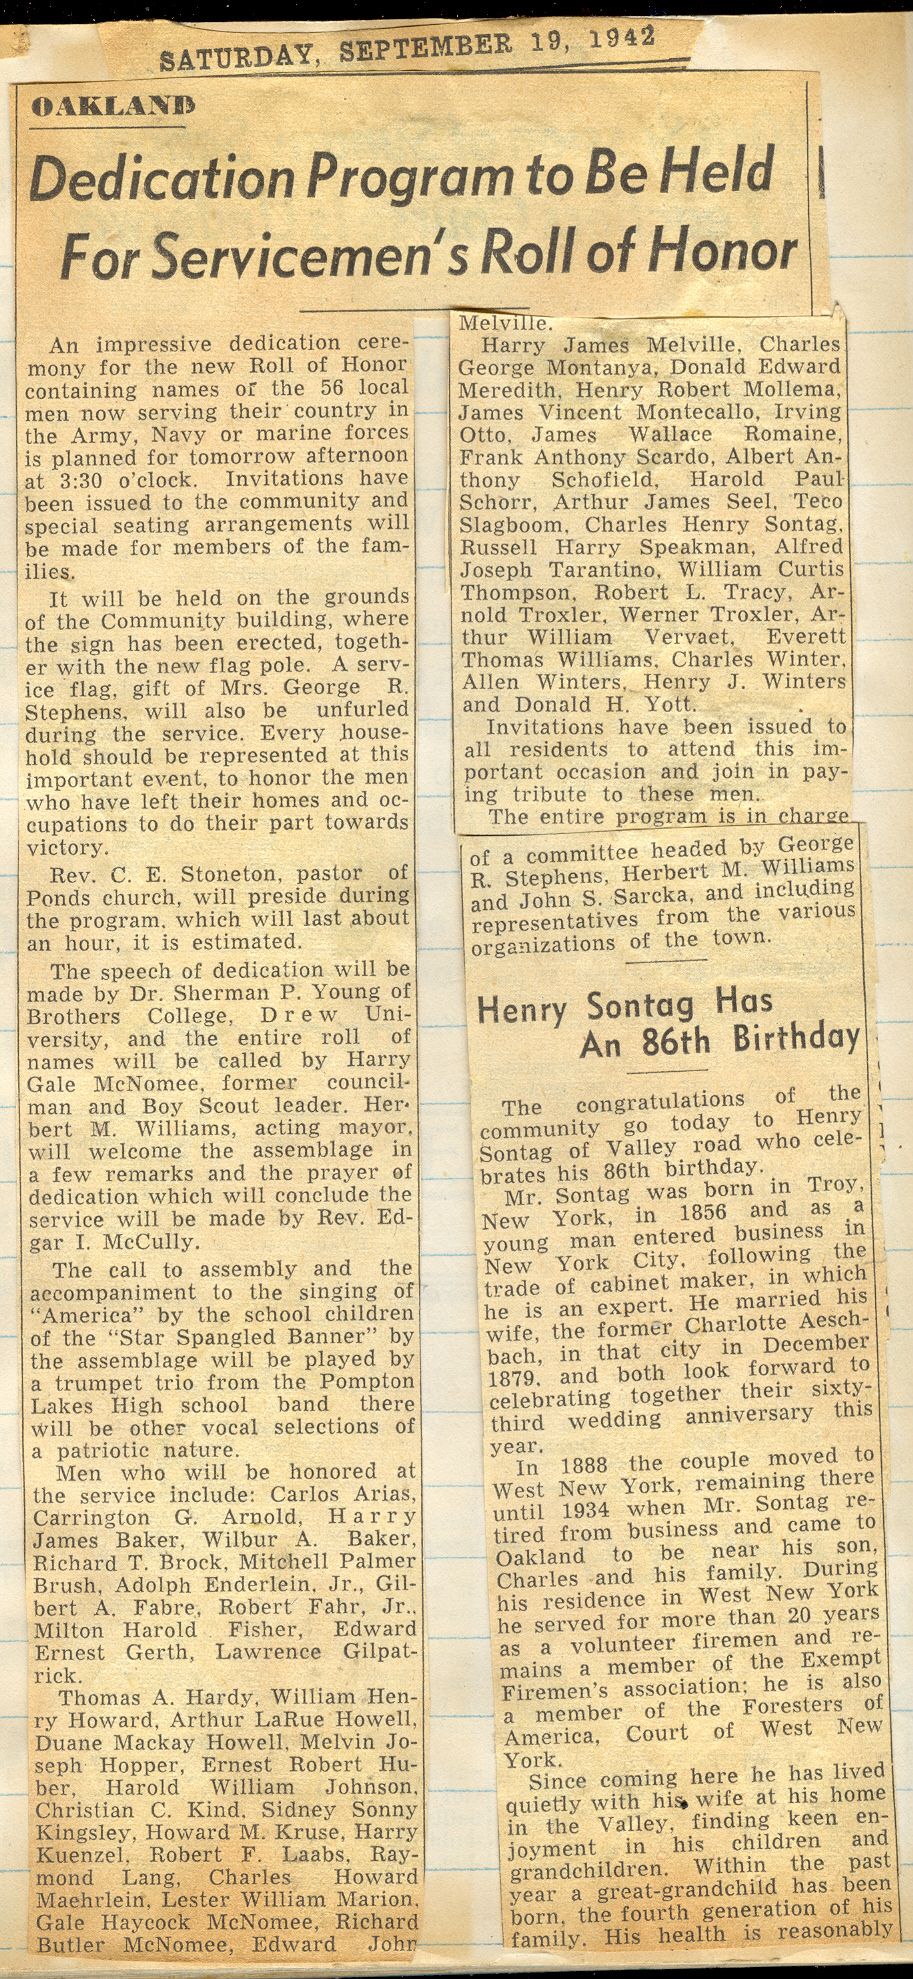 SATURDAY, SEPTEMBER 19, 1942
OAKLAND
Dedication Program to Be Held
For Servicemen's Roll of Honor
An impressive dedication cere-
mony for the new Roll of Honor
containing names of the 56 local
men now serving their country in
the Army, Navy or marine forces
is planned for tomorrow afternoon
at 3:30 o'clock. Invitations have
been issued to the community and
special seating arrangements will
be made for members of the fam-
ilies.
It will be held on the grounds
of the Community building, where
the sign has been erected, togeth-
er with the new flag pole. A serv-
ice flag, gift of Mrs. George R.
Stephens, will also be unfurled
during the service. Every house-
hold should be represented at this
important event, to honor the men
who have left their homes and oc-
cupations to do their part towards
victory.
Rev. C. E. Stoneton, pastor of
Ponds church, will preside during
the program, which will last about
an hour, it is estimated.
The speech of dedication will be
made by Dr. Sherman P. Young of
Brothers College, Drew Uni-
versity, and the entire roll of
names will be called by Harry
Gale McNomee, former council-
man and Boy Scout leader. Her-
bert M. Williams, acting mayor,
will welcome the assemblage in
a few remarks and the prayer of
dedication which will conclude the
service will be made by Rev. Ed-
gar I. McCully.
The call to assembly and the
accompaniment to the singing of
"America" by the school children
of the "Star Spangled Banner" by
the assemblage will be played by
a trumpet trio from the Pompton
Lakes High school band there
will be other vocal selections of
a patriotic nature.
Men who will be honored at
the service include: Carlos Arias,
Carrington G. Arnold, Harry
James Baker, Wilbur A. Baker,
Richard T. Brock, Mitchell Palmer
Brush, Adolph Enderlein, Jr., Gil-
bert A. Fabre, Robert Fahr, Jr.,
Milton Harold Fisher, Edward
Ernest Gerth, Lawrence Gilpat-
rick.
Thomas A. Hardy, William Hen-
ry Howard, Arthur LaRue Howell,
Duane Mackay Howell, Melvin Jo-
seph Hopper, Ernest Robert Hu-
ber, Harold William Johnson,
Christian C. Kind, Sidney Sonny
Kingsley, Howard M. Kruse, Harry
Kuenzel, Robert F. Laabs, Ray-
mond Lang, Charles Howard
Maehrlein, Lester William Marion,
Gale Haycock McNomee, Richard
Butler McNomee, Edward John
Melville.
Harry James Melville, Charles
George Montanya, Donald Edward
Meredith, Henry Robert Mollema,
James Vincent Montecallo, Irving
Otto, James Wallace Romaine,
Frank Anthony Scardo, Albert An-
thony Schofield, Harold Paul
Schorr, Arthur James Seel, Teco
Slagboom, Charles Henry Sontag,
Russell Harry Speakman, Alfred
Joseph Tarantino, William Curtis
Thompson, Robert L. Tracy, Ar-
nold Troxler, Werner Troxler, Ar-
thur William Vervaet, Everett
Thomas Williams, Charles Winter,
Allen Winters, Henry J. Winters
and Donald H. Yott.
Invitations have been issued to
all residents to attend this im-
portant occasion and join in pay-
ing tribute to these men.
The entire program is in charge
of a committee headed by George
R. Stephens, Herbert M. Williams
and John S. Sarcka, and including
representatives from the various
organizations of the town.
Henry Sontag Has
An 86th Birthday
The congratulations of the
community go today to Henry
Sontag of Valley road who cele-
brates his 86th birthday.
Mr. Sontag was born in Troy,
New York, in 1856 and as a
young man entered business in
New York City, following the
trade of cabinet maker, in which
he is an expert. He married his
wife, the former Charlotte Aesch-
bach, in that city in December
1879, and both look forward to
celebrating together their sixty-
third wedding anniversary this
year.
In 1888 the couple moved to
West New York, remaining there
until 1934 when Mr. Sontag re-
tired from business and came to
Oakland to be near his son,
Charles and his family. During
his residence in West New York
he served for more than 20 years
as a volunteer firemen and re-
mains a member of the Exempt
Firemen's association; he is also
a member of the Foresters of
America, Court of West New
York.
Since coming here he has lived
quietly with his wife at his home
in the Valley, finding keen en-
joyment in his children and
grandchildren. Within the past
year a great-grandchild has been
born, the fourth generation of his
family. His health is reasonably